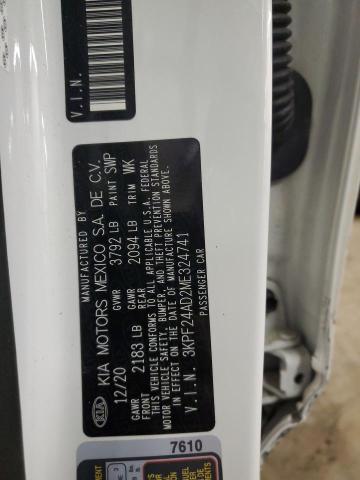 V.I.N.
MANUFACTURED BY
KIA MOTORS MEXICO S.A. DE C.V.
KIA
12/20 GVWR 3792 LB PAINT SWP
GAWR FRONT 2183 LB GAWR REAR 2094 LB TRIM WK
THIS VEHICLE CONFORMS TO ALL APPLICABLE U.S.A. FEDERAL
MOTOR VEHICLE SAFETY, BUMPER, AND THEFT PREVENTION STANDARDS
IN EFFECT ON THE DATE OF MANUFACTURE SHOWN ABOVE.
V.I.N. 3KPF24AD2ME324741
PASSENGER CAR
7610